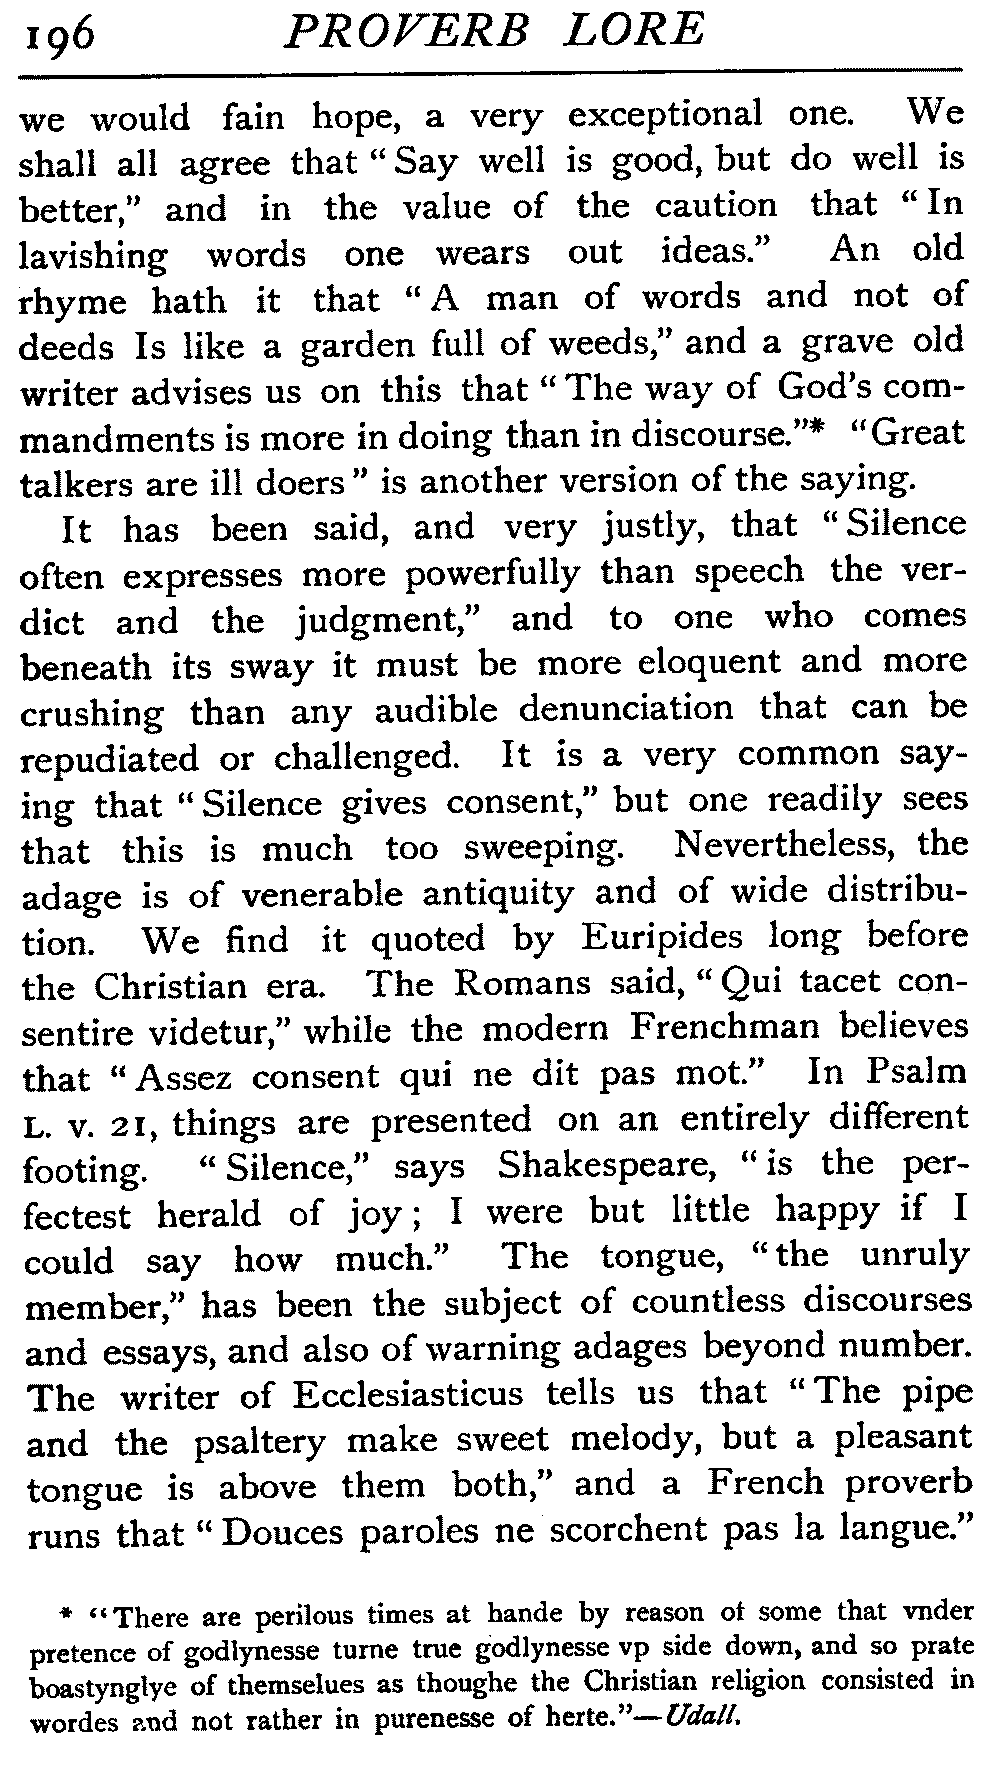 196 PROVERB LORE
we would fain hope, a very exceptional one. We
shall all agree that “Say well is good, but do well is
better,” and in the value of the caution that “In
lavishing words one wears out ideas.” An old
rhyme hath it that “A man of words and not of
deeds Is like a garden full of weeds,” and a grave old
writer advises us on this that “The way of God's com-
mandments is more in doing than in discourse.”* “Great
talkers are ill doers” is another version of the saying.
It has been said, and very justly, that “Silence
often expresses more powerfully than speech the ver-
dict and the judgment,” and to one who comes
beneath its sway it must be more eloquent and more
crushing than any audible denunciation that can be
repudiated or challenged. It is a very common say-
ing that “Silence gives consent,” but one readily sees
that this is much too sweeping. Nevertheless, the
adage is of venerable antiquity and of wide distribu-
tion. We find it quoted by Euripides long before
the Christian era. The Romans said, “Qui tacet con-
sentire videtur,” while the modern Frenchman believes
that “Assez consent qui ne dit pas mot.” In Psalm
L. v. 21, things are presented on an entirely different
footing. “Silence,” says Shakespeare, “is the per-
fectest herald of joy; I were but little happy if I
could say how much.” The tongue, “the unruly
member,” has been the subject of countless discourses
and essays, and also of warning adages beyond number.
The writer of Ecclesiasticus tells us that “The pipe
and the psaltery make sweet melody, but a pleasant
tongue is above them both,” and a French proverb
runs that “Douces paroles ne scorchent pas la langue.”
* “There are perilous times at hande by reason of some that vnder
pretence of godlynesse turne true godlynesse vp side down, and so prate
boastynglye of themselues as thoughe the Christian religion consisted in
wordes and not rather in purenesse of herte.”—Udall.